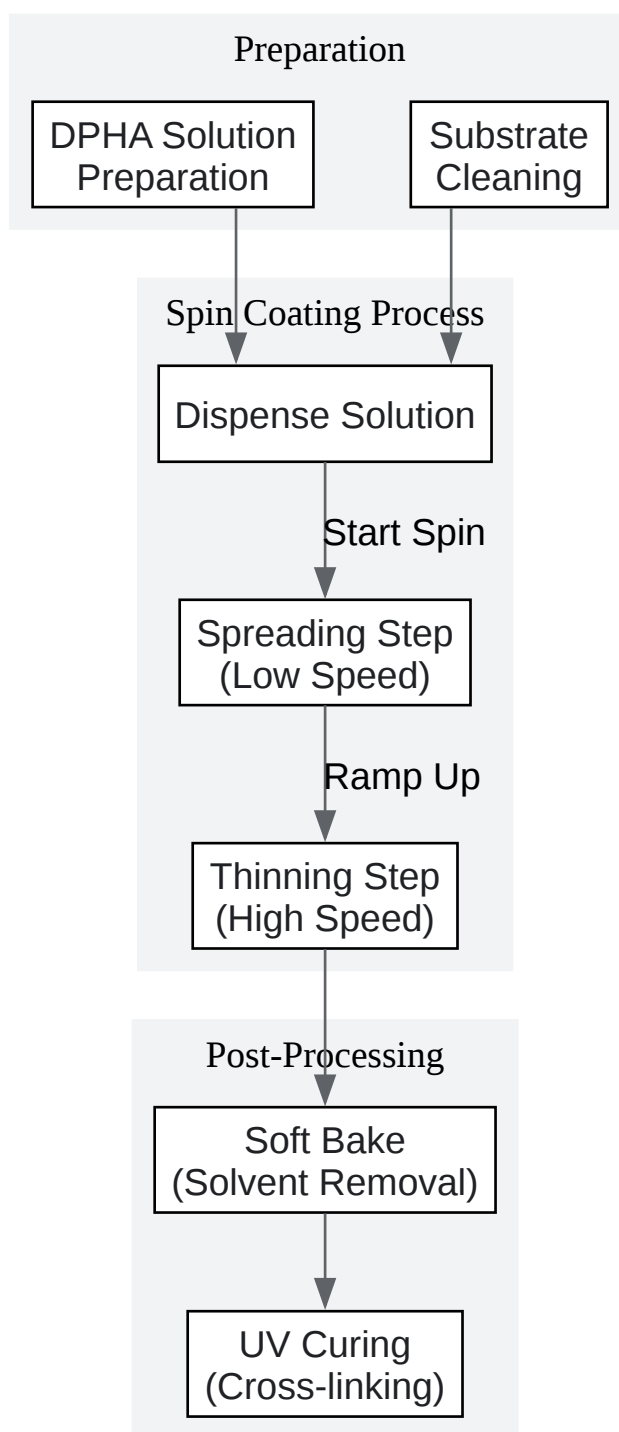 Preparation
DPHA Solution
Preparation
Substrate
Cleaning
Spin Coating Process
Dispense Solution
Start Spin
Spreading Step
(Low Speed)
Ramp Up
Thinning Step
(High Speed)
Post-Processing
Soft Bake
(Solvent Removal)
UV Curing
(Cross-linking)